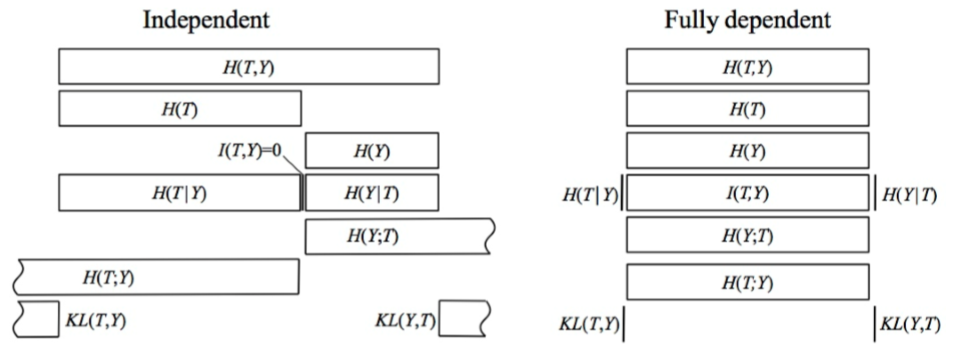 Independent
H(T,Y)
H(T)
I(T,Y)=0
H(Y)
H(T|Y)
H(Y|T)
H(Y;T)
H(T;Y)
KL(T,Y)
KL(Y,T)
Fully dependent
H(T,Y)
H(T)
H(Y)
H(T|Y)
I(T,Y)
H(Y|T)
H(Y;T)
H(T;Y)
KL(T,Y)
KL(Y,T)